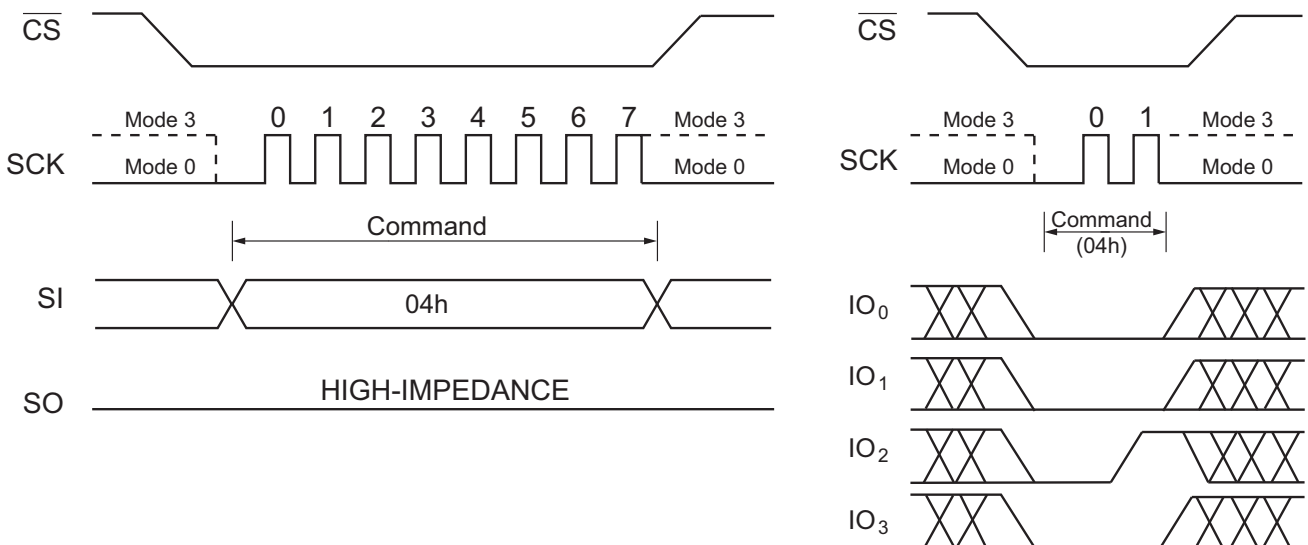 CS
Mode 3
0 1 2 3 4 5 6 7
Mode 3
SCK
Mode 0
Mode 0
Command
SI
04h
SO
HIGH-IMPEDANCE
CS
Mode 3
0 1
Mode 3
SCK
Mode 0
Mode 0
Command
(04h)
IO0
IO1
IO2
IO3